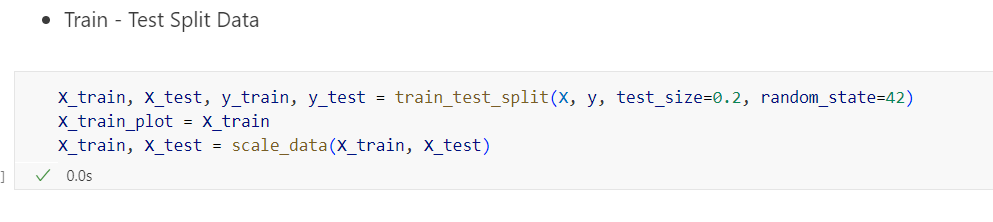 • Train - Test Split Data
X_train, X_test, y_train, y_test = train_test_split(X, y, test_size=0.2, random_state=42)
X_train_plot = X_train
X_train, X_test = scale_data(X_train, X_test)
] ✓ 0.0s